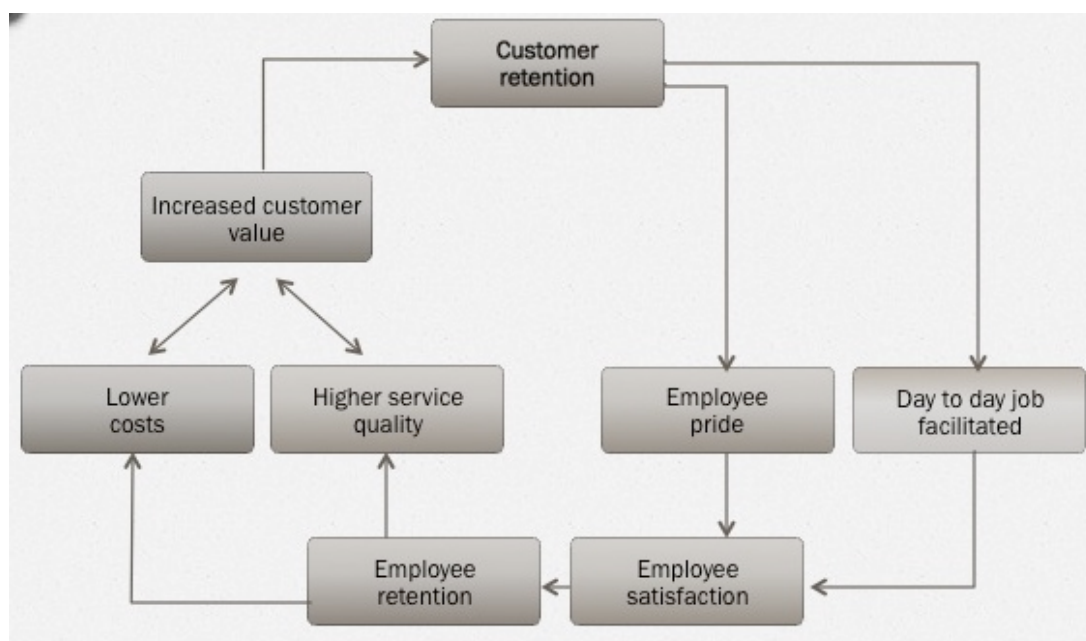 Customer
retention
Increased customer
value
Lower
costs
Higher service
quality
Employee
pride
Day to day job
facilitated
Employee
retention
Employee
satisfaction